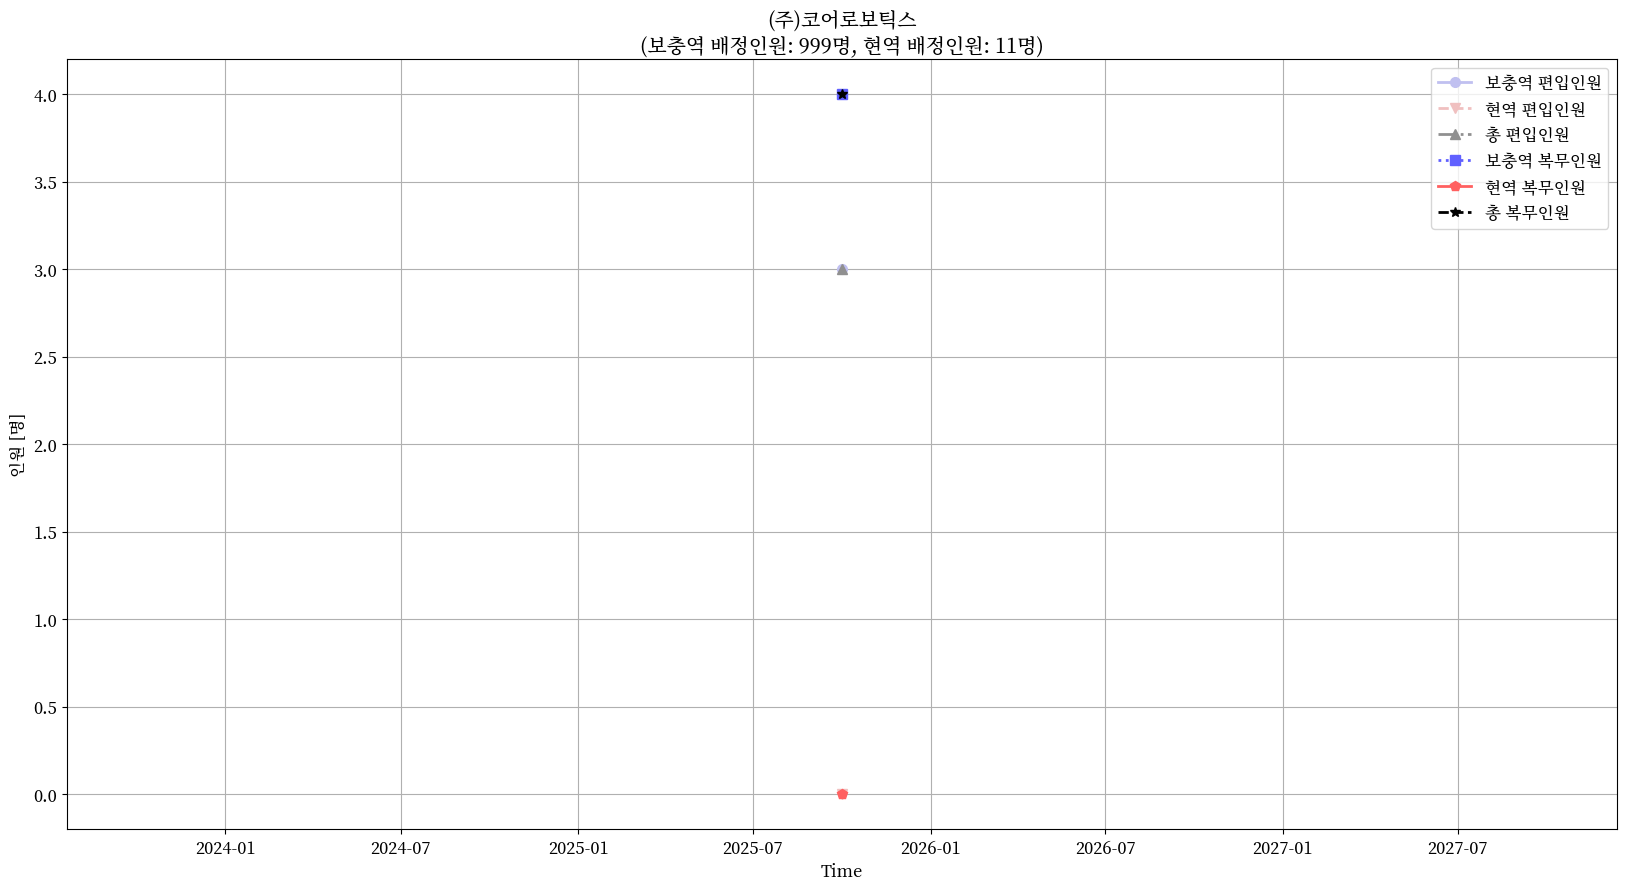 (주)코어로보틱스
(보충역 배정인원: 999명, 현역 배정인원: 11명)
보충역 편입인원
현역 편입인원
총 편입인원
보충역 복무인원
현역 복무인원
총 복무인원
4.0
3.5
3.0
2.5
2.0
1.5
1.0
0.5
0.0
인원 [명]
2024-01
2024-07
2025-01
2025-07
2026-01
2026-07
2027-01
2027-07
Time